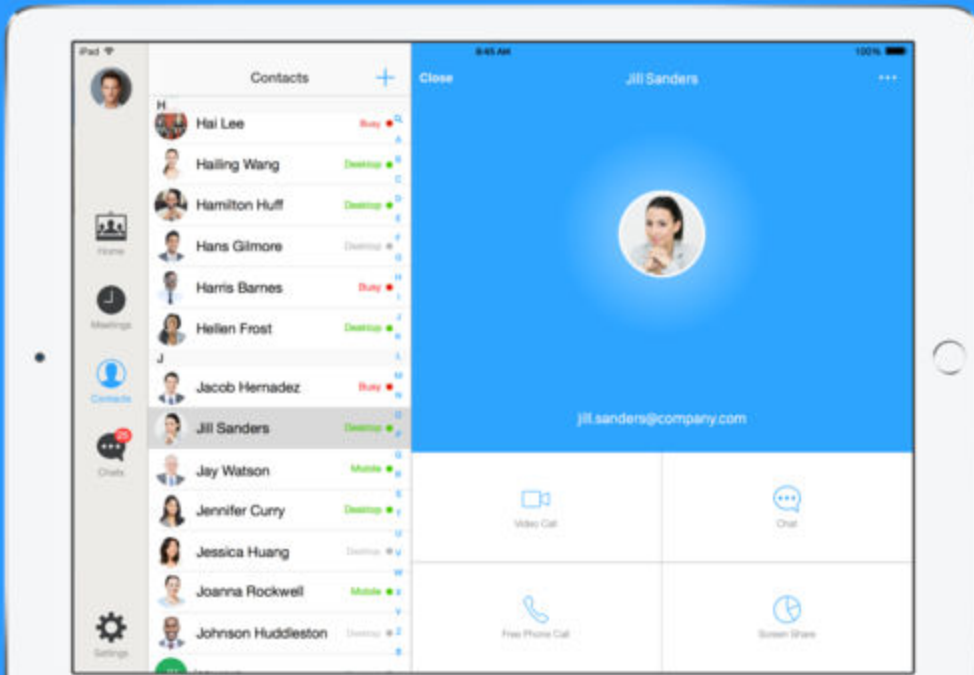 iPad
8:45 AM
100%
Contacts
+
Close
Jill Sanders
H
Hai Lee
Busy
Hailing Wang
Desktop
Hamilton Huff
Desktop
Hans Gilmore
Desktop
Harris Barnes
Busy
Hellen Frost
Desktop
J
Jacob Hernadez
Busy
Jill Sanders
Desktop
Jay Watson
Mobile
Jennifer Curry
Desktop
Jessica Huang
Desktop
Joanna Rockwell
Mobile
Johnson Huddleston
Desktop
Home
Meetings
Contacts
25
Chats
Settings
jill.sanders@company.com
Video Call
Chat
Free Phone Call
Screen Share